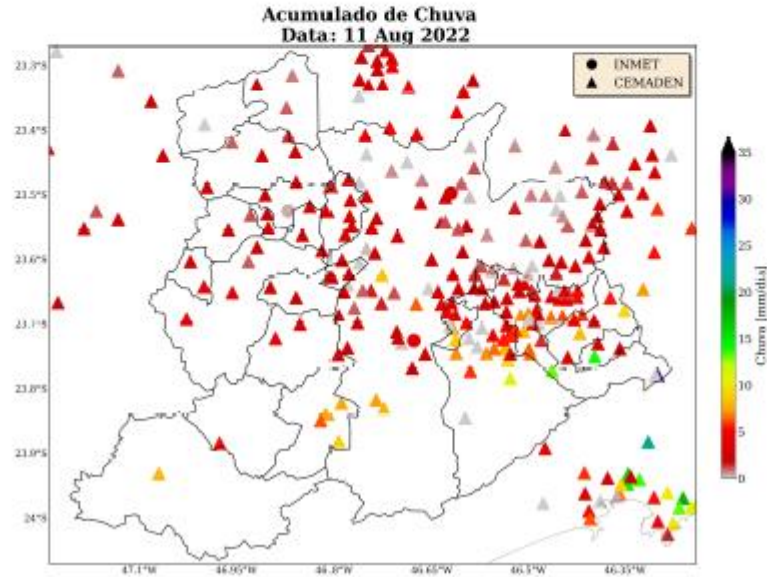 Acumulado de Chuva
Data: 11 Aug 2022
INMET
CEMADEN
23.3°S
23.4°S
23.5°S
23.6°S
23.7°S
23.8°S
23.9°S
24°S
47.1°W
46.95°W
46.8°W
46.65°W
46.5°W
46.35°W
35
30
25
20
15
10
5
0
Chuva [mm/dia]